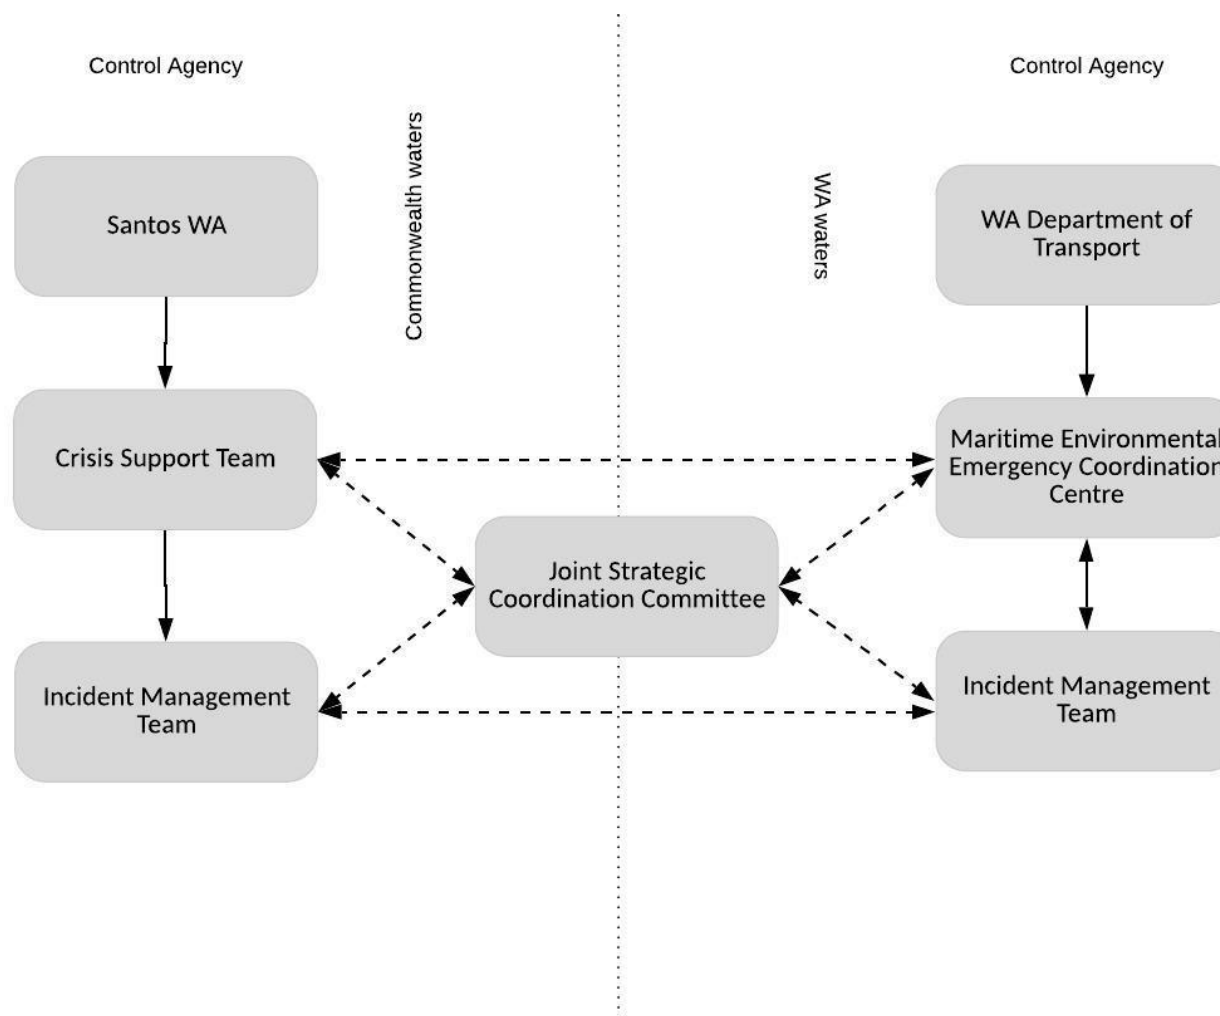 Control Agency
Control Agency
Commonwealth waters
WA waters
Santos WA
WA Department of
Transport
Crisis Support Team
Maritime Environmental
Emergency Coordination
Centre
Joint Strategic
Coordination Committee
Incident Management
Team
Incident Management
Team